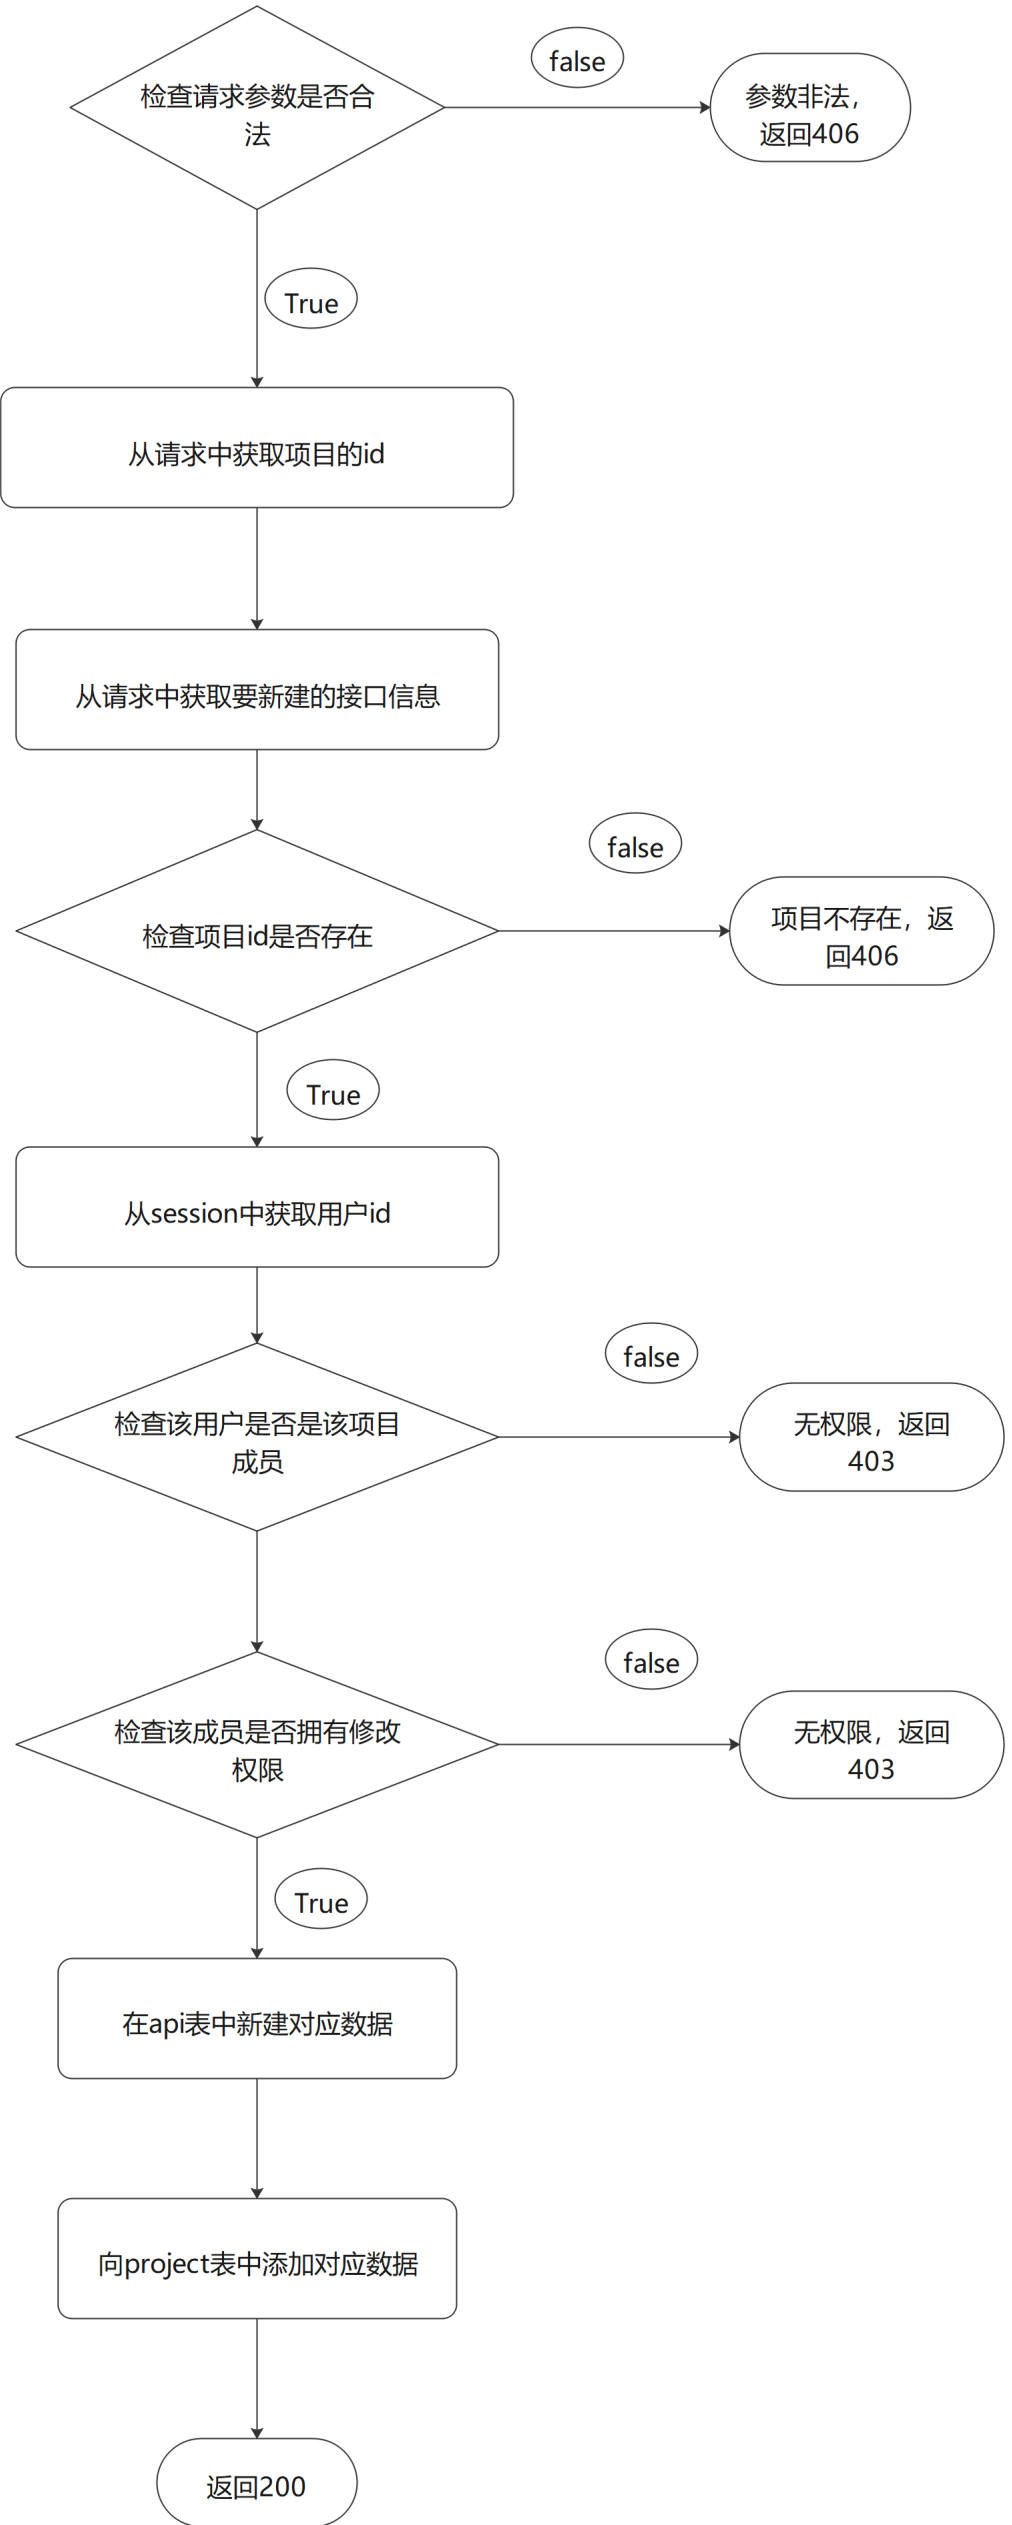 检查请求参数是否合
法
false
参数非法，
返回406
True
从请求中获取项目的id
从请求中获取要新建的接口信息
检查项目id是否存在
false
项目不存在，返
回406
True
从session中获取用户id
检查该用户是否是该项目
成员
false
无权限，返回
403
检查该成员是否拥有修改
权限
false
无权限，返回
403
True
在api表中新建对应数据
向project表中添加对应数据
返回200